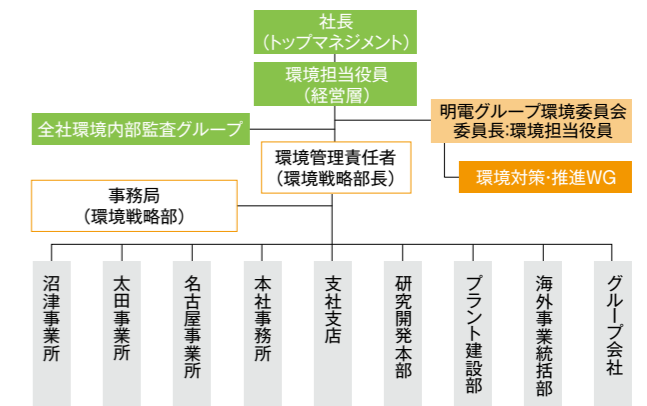 社長
（トップマネジメント）
環境担当役員
（経営層）
全社環境内部監査グループ
明電グループ環境委員会
委員長：環境担当役員
環境管理責任者
（環境戦略部長）
環境対策・推進WG
事務局
（環境戦略部）
沼津事業所
太田事業所
名古屋事業所
本社事務所
支社支店
研究開発本部
プラント建設部
海外事業統括部
グループ会社